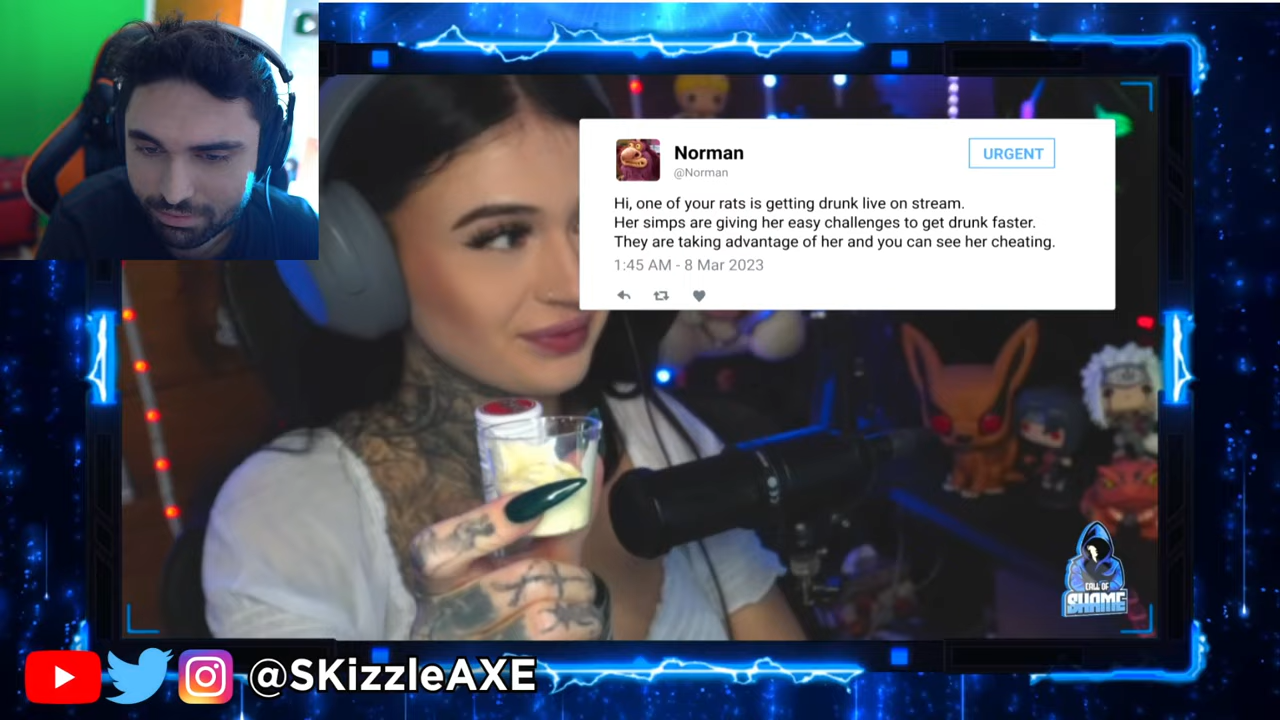 Norman
@Norman
URGENT
Hi, one of your rats is getting drunk live on stream.
Her simps are giving her easy challenges to get drunk faster.
They are taking advantage of her and you can see her cheating.
1:45 AM - 8 Mar 2023
CALL OF
SHAME
@SKizzleAXE